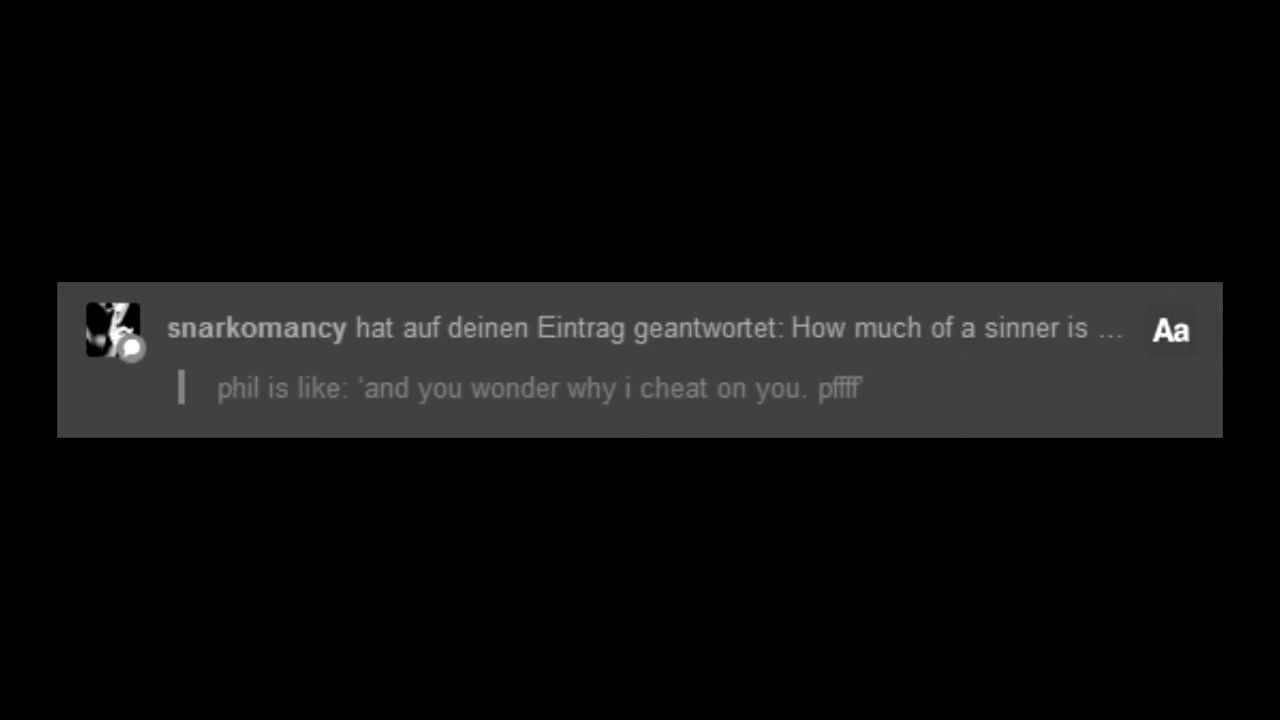 snarkomancy hat auf deinen Eintrag geantwortet: How much of a sinner is … Aa
phil is like: ‘and you wonder why i cheat on you. pffff’